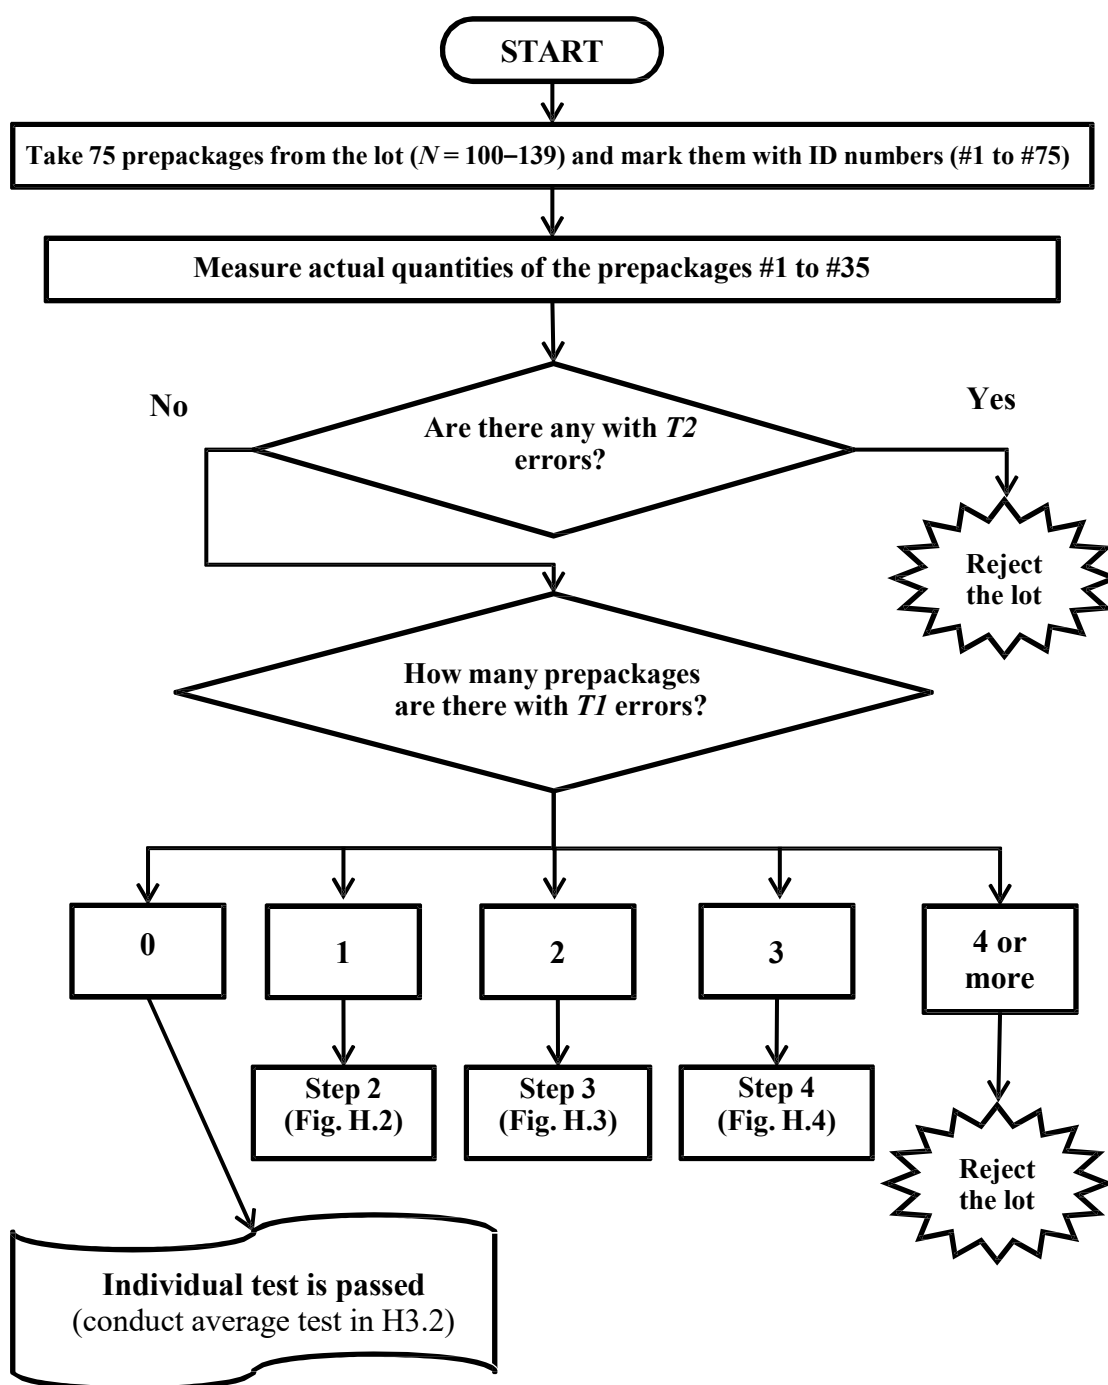 START
Take 75 prepackages from the lot (N = 100–139) and mark them with ID numbers (#1 to #75)
Measure actual quantities of the prepackages #1 to #35
No
Yes
Are there any with T2
errors?
Reject
the lot
How many prepackages
are there with T1 errors?
0
1
2
3
4 or
more
Step 2
(Fig. H.2)
Step 3
(Fig. H.3)
Step 4
(Fig. H.4)
Reject
the lot
Individual test is passed
(conduct average test in H3.2)